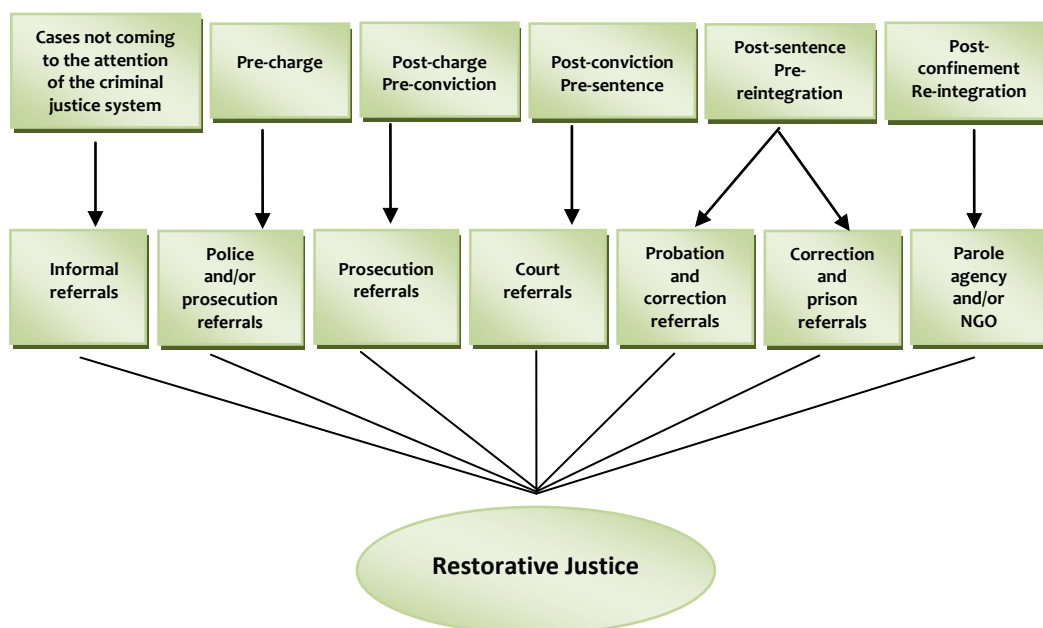 Cases not coming
to the attention
of the criminal
justice system
Pre-charge
Post-charge
Pre-conviction
Post-conviction
Pre-sentence
Post-sentence
Pre-
reintegration
Post-
confinement
Re-integration
Informal
referrals
Police
and/or
prosecution
referrals
Prosecution
referrals
Court
referrals
Probation
and
correction
referrals
Correction
and
prison
referrals
Parole
agency
and/or
NGO
Restorative Justice